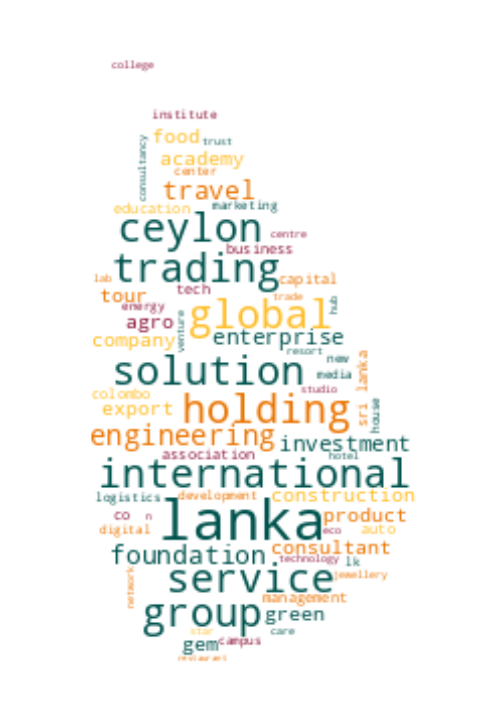 college
institute
food
trust
consultancy
academy
center
travel
education
marketing
ceylon
centre
business
trading
lab
capital
tech
tour
trade
energy
global
hub
agro
venture
enterprise
company
resort
new
solution
media
sri lanka
studio
colombo
export
holding
house
engineering
investment
association
hotel
international
logistics
development
construction
co
n
lanka
product
digital
eco
auto
foundation
consultant
technology
lk
service
jewellery
network
management
group
green
star
care
gem
campus
restaurant